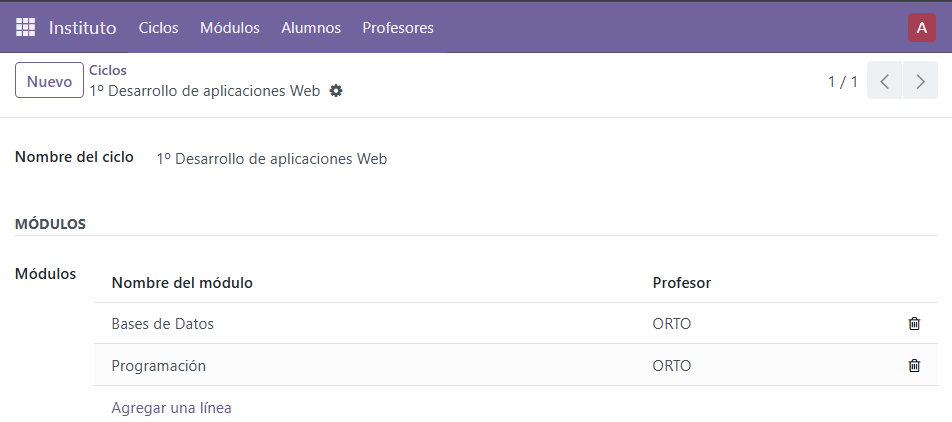 Instituto Ciclos Módulos Alumnos Profesores A
Nuevo
Ciclos
1º Desarrollo de aplicaciones Web
1 / 1
Nombre del ciclo 1º Desarrollo de aplicaciones Web
MÓDULOS
Módulos
Nombre del módulo Profesor
Bases de Datos ORTO
Programación ORTO
Agregar una línea